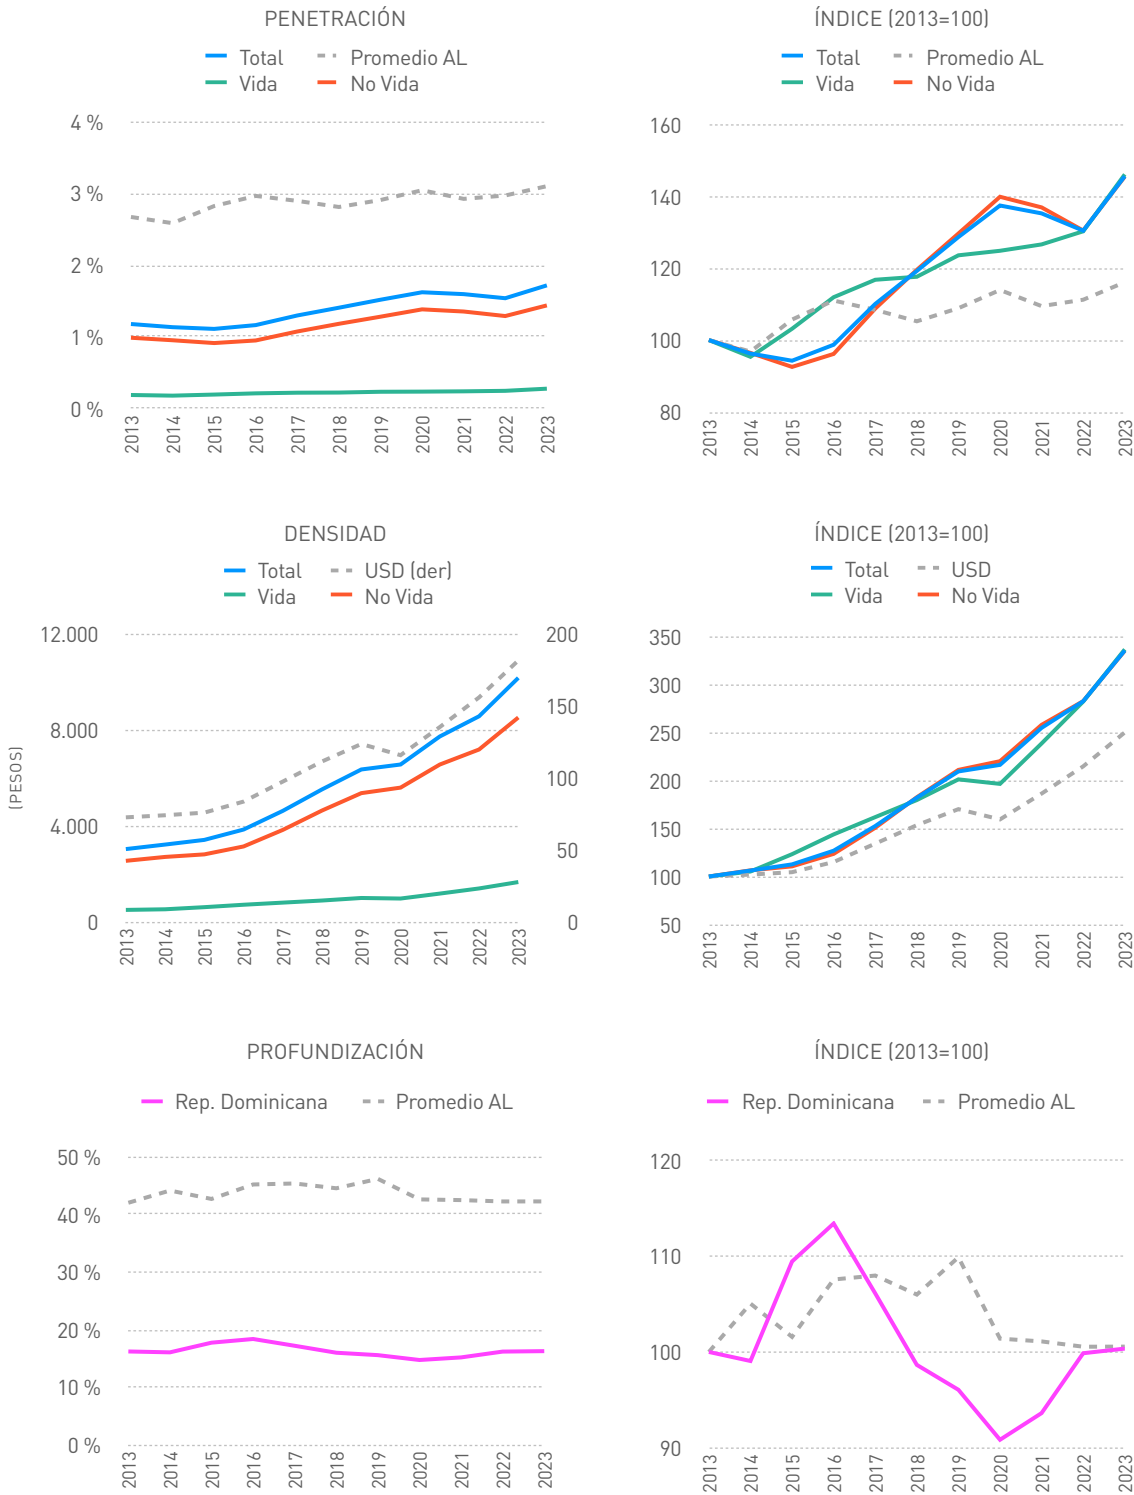 PENETRACIÓN
Total Promedio AL
Vida No Vida
4 %
3 %
2 %
1 %
0 %
2013 2014 2015 2016 2017 2018 2019 2020 2021 2022 2023
ÍNDICE (2013=100)
Total Promedio AL
Vida No Vida
160
140
120
100
80
2013 2014 2015 2016 2017 2018 2019 2020 2021 2022 2023
DENSIDAD
Total USD (der)
Vida No Vida
(PESOS)
12.000 200
150
8.000
100
4.000
50
0 0
2013 2014 2015 2016 2017 2018 2019 2020 2021 2022 2023
ÍNDICE (2013=100)
Total USD
Vida No Vida
350
300
250
200
150
100
50
2013 2014 2015 2016 2017 2018 2019 2020 2021 2022 2023
PROFUNDIZACIÓN
Rep. Dominicana Promedio AL
50 %
40 %
30 %
20 %
10 %
0 %
2013 2014 2015 2016 2017 2018 2019 2020 2021 2022 2023
ÍNDICE (2013=100)
Rep. Dominicana Promedio AL
120
110
100
90
2013 2014 2015 2016 2017 2018 2019 2020 2021 2022 2023